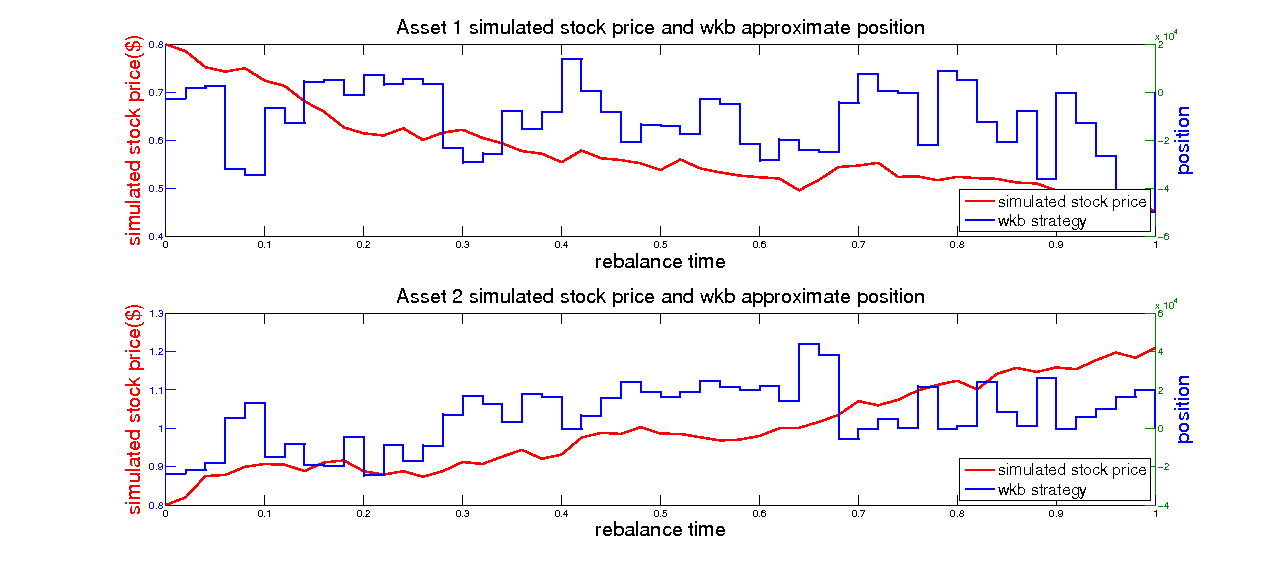 Asset 1 simulated stock price and wkb approximate position
x 10^4
simulated stock price($)
0.8
0.7
0.6
0.5
0.4
2
0
-2
-4
-6
position
simulated stock price
wkb strategy
0 0.1 0.2 0.3 0.4 0.5 0.6 0.7 0.8 0.9 1
rebalance time
Asset 2 simulated stock price and wkb approximate position
x 10^4
simulated stock price($)
1.3
1.2
1.1
1
0.9
0.8
6
4
2
0
-2
-4
position
simulated stock price
wkb strategy
0 0.1 0.2 0.3 0.4 0.5 0.6 0.7 0.8 0.9 1
rebalance time